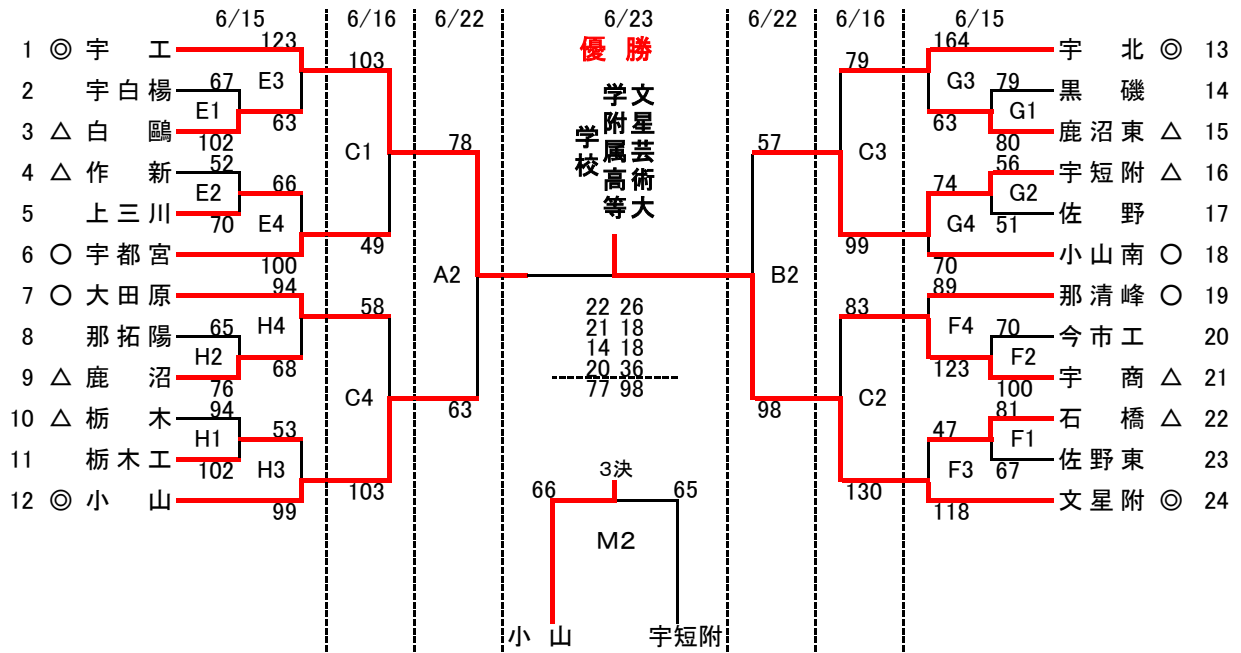 6/15 6/16 6/22 6/23 6/22 6/16 6/15
優勝
文星芸術大
学附属高等
学校
1 ◎ 宇工 123
2 宇白楊 67
E1 E3
3 △ 白鷗 102 63
4 △ 作新 52
E2 66
5 上三川 70 E4
6 ○ 宇都宮 100
103 C1 49
7 ○ 大田原 94
8 那拓陽 65
H2 H4
9 △ 鹿沼 76 68
10 △ 栃木 94
H1 53
11 栃木工 102 H3
12 ◎ 小山 99
58 C4 103
78 A2 63
22 26
21 18
14 18
20 36
77 98
57 B2 98
79 C3 99
83 C2 130
164 宇北 ◎ 13
79 黒磯 14
G3 G1
63 80 鹿沼東 △ 15
56 宇短附 △ 16
74 G2
G4 51 佐野 17
70 小山南 ○ 18
89 那清峰 ○ 19
70 今市工 20
F4 F2
123 100 宇商 △ 21
81 石橋 △ 22
47 F1
F3 67 佐野東 23
118 文星附 ◎ 24
3決
66 65
M2
小山 宇短附